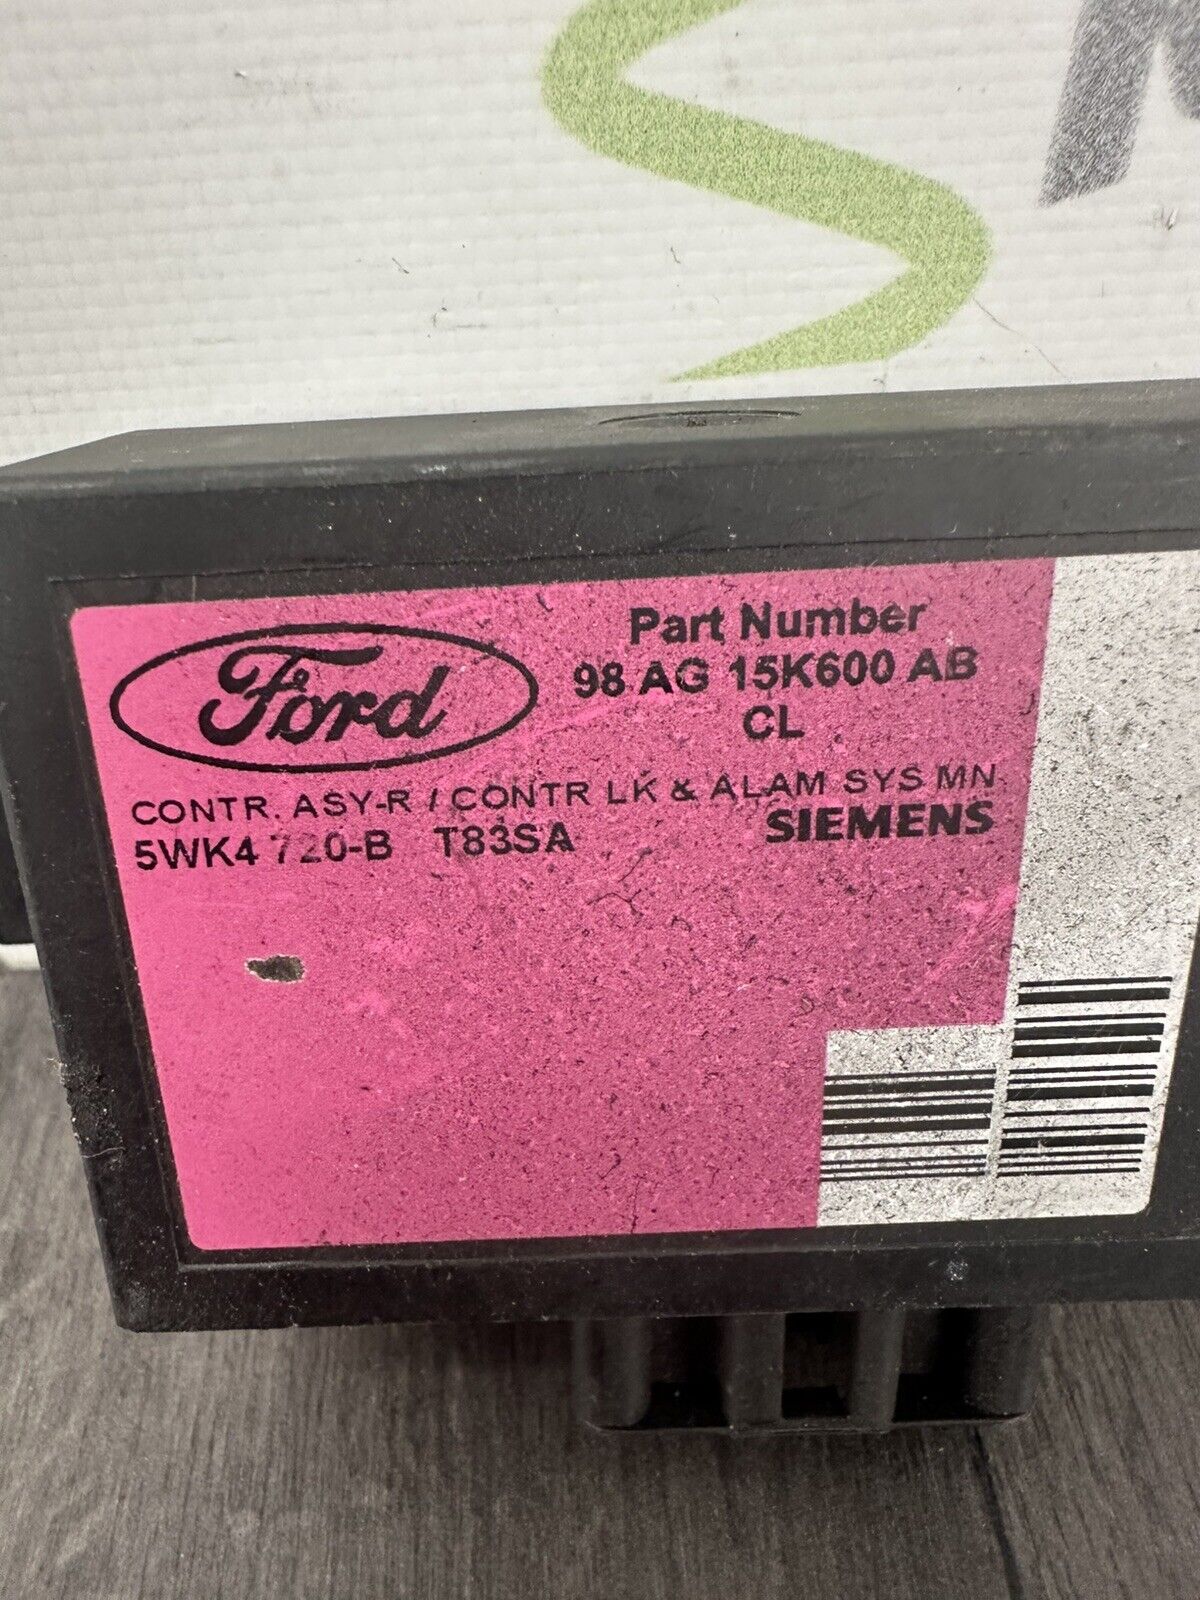 Ford
Part Number
98 AG 15K600 AB
CL
CONTR. ASY-R / CONTR LK & ALAM SYS MN
5WK4 720-B T83SA
SIEMENS